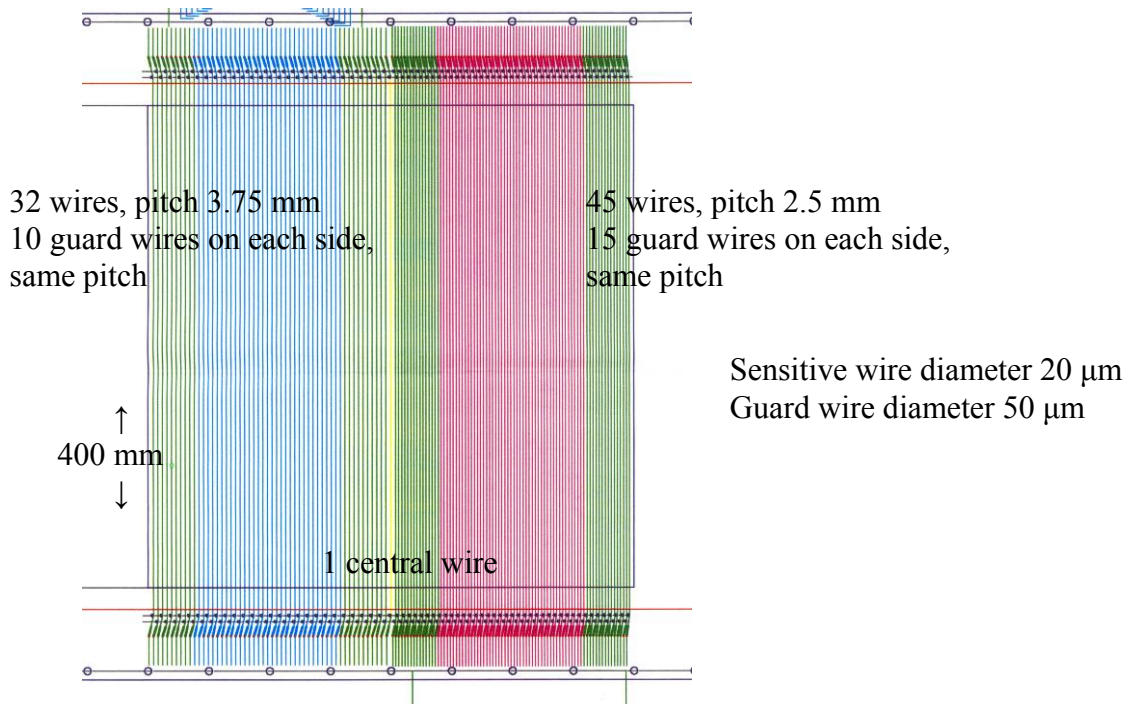 32 wires, pitch 3.75 mm
10 guard wires on each side,
same pitch
45 wires, pitch 2.5 mm
15 guard wires on each side,
same pitch
Sensitive wire diameter 20 μm
Guard wire diameter 50 μm
↑
400 mm
↓
1 central wire